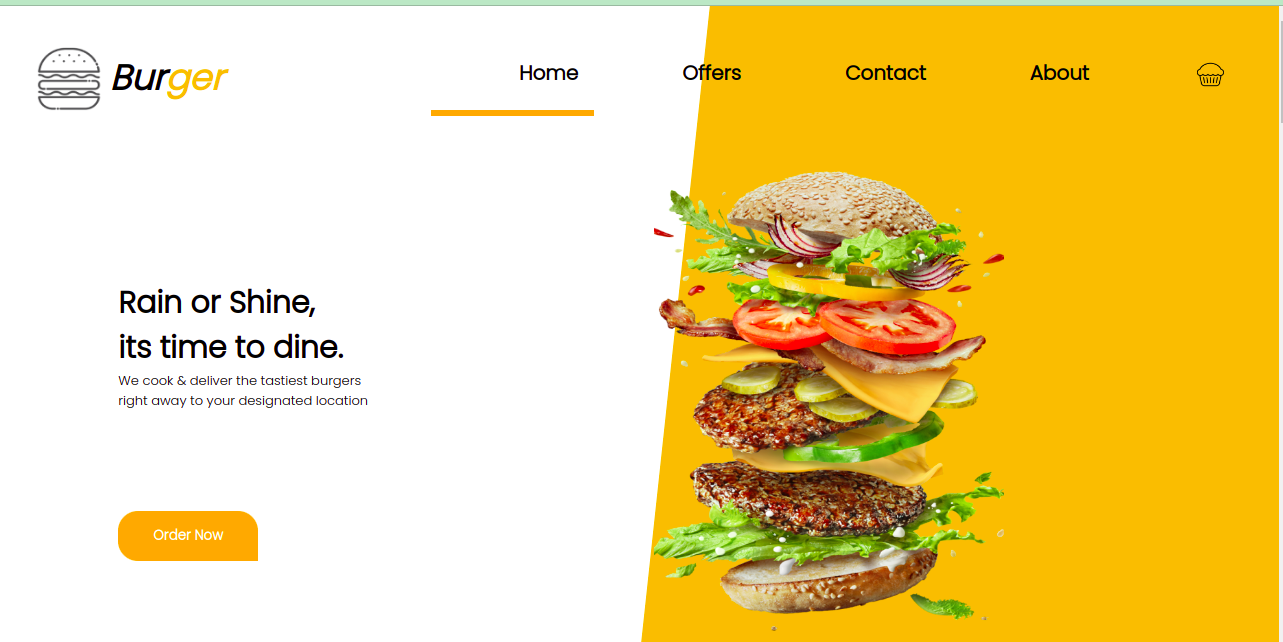 Burger
Home
Offers
Contact
About
Rain or Shine,
its time to dine.
We cook & deliver the tastiest burgers
right away to your designated location
Order Now